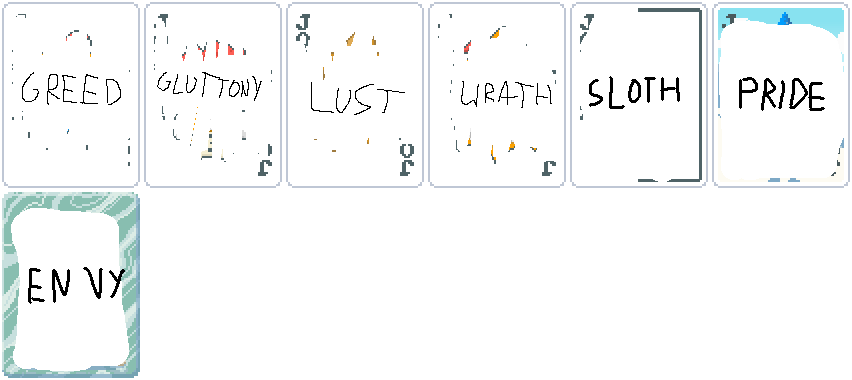 GREED
GLUTTONY
LUST
WRATH
SLOTH
PRIDE
ENVY